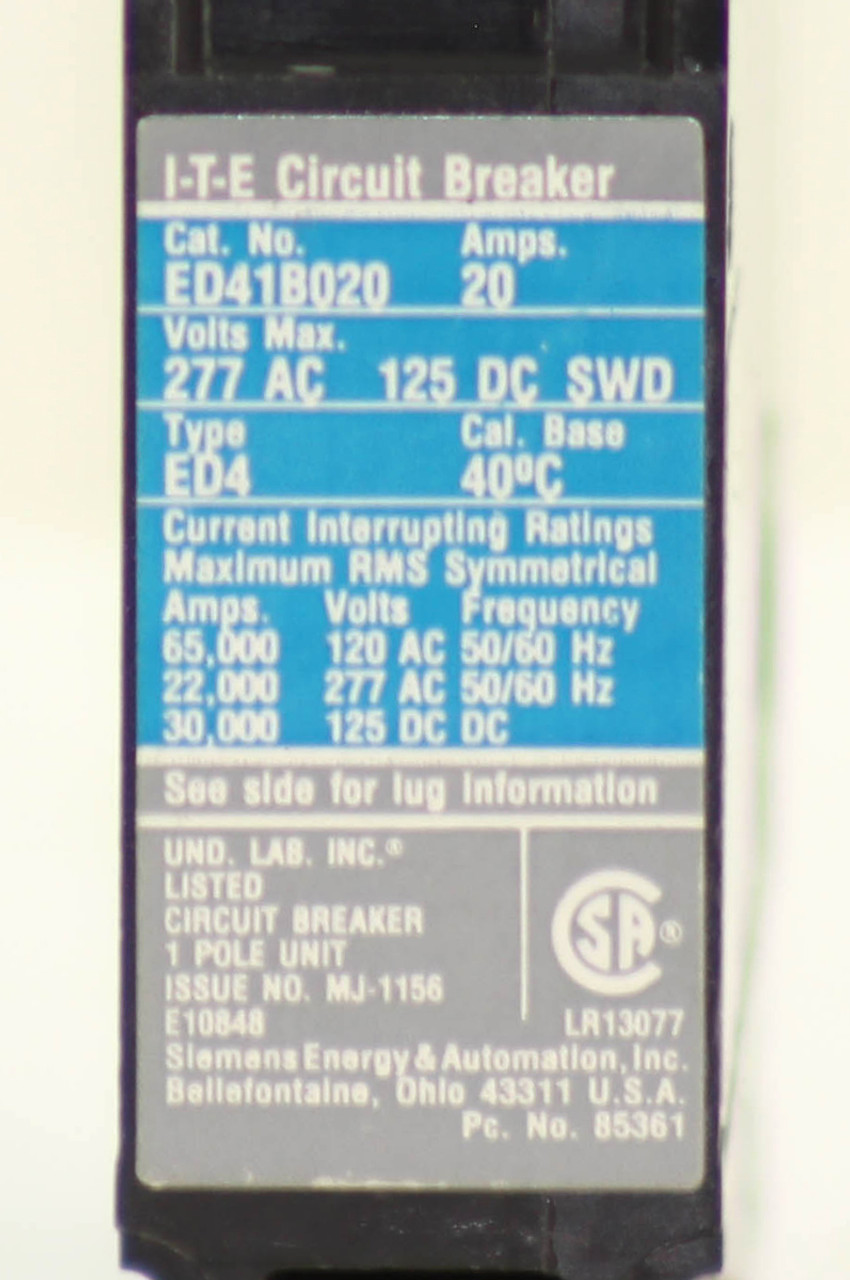 I-T-E Circuit Breaker
Cat. No. Amps.
ED41B020 20
Volts Max.
277 AC 125 DC SWD
Type Cal. Base
ED4 40ºC
Current Interrupting Ratings
Maximum RMS Symmetrical
Amps. Volts Frequency
65,000 120 AC 50/60 Hz
22,000 277 AC 50/60 Hz
30,000 125 DC DC
See side for lug information
UND. LAB. INC.®
LISTED
CIRCUIT BREAKER
1 POLE UNIT
ISSUE NO. MJ-1156
E10848
SA ®
LR13077
Siemens Energy & Automation, Inc.
Bellefontaine, Ohio 43311 U.S.A.
Pc. No. 85361